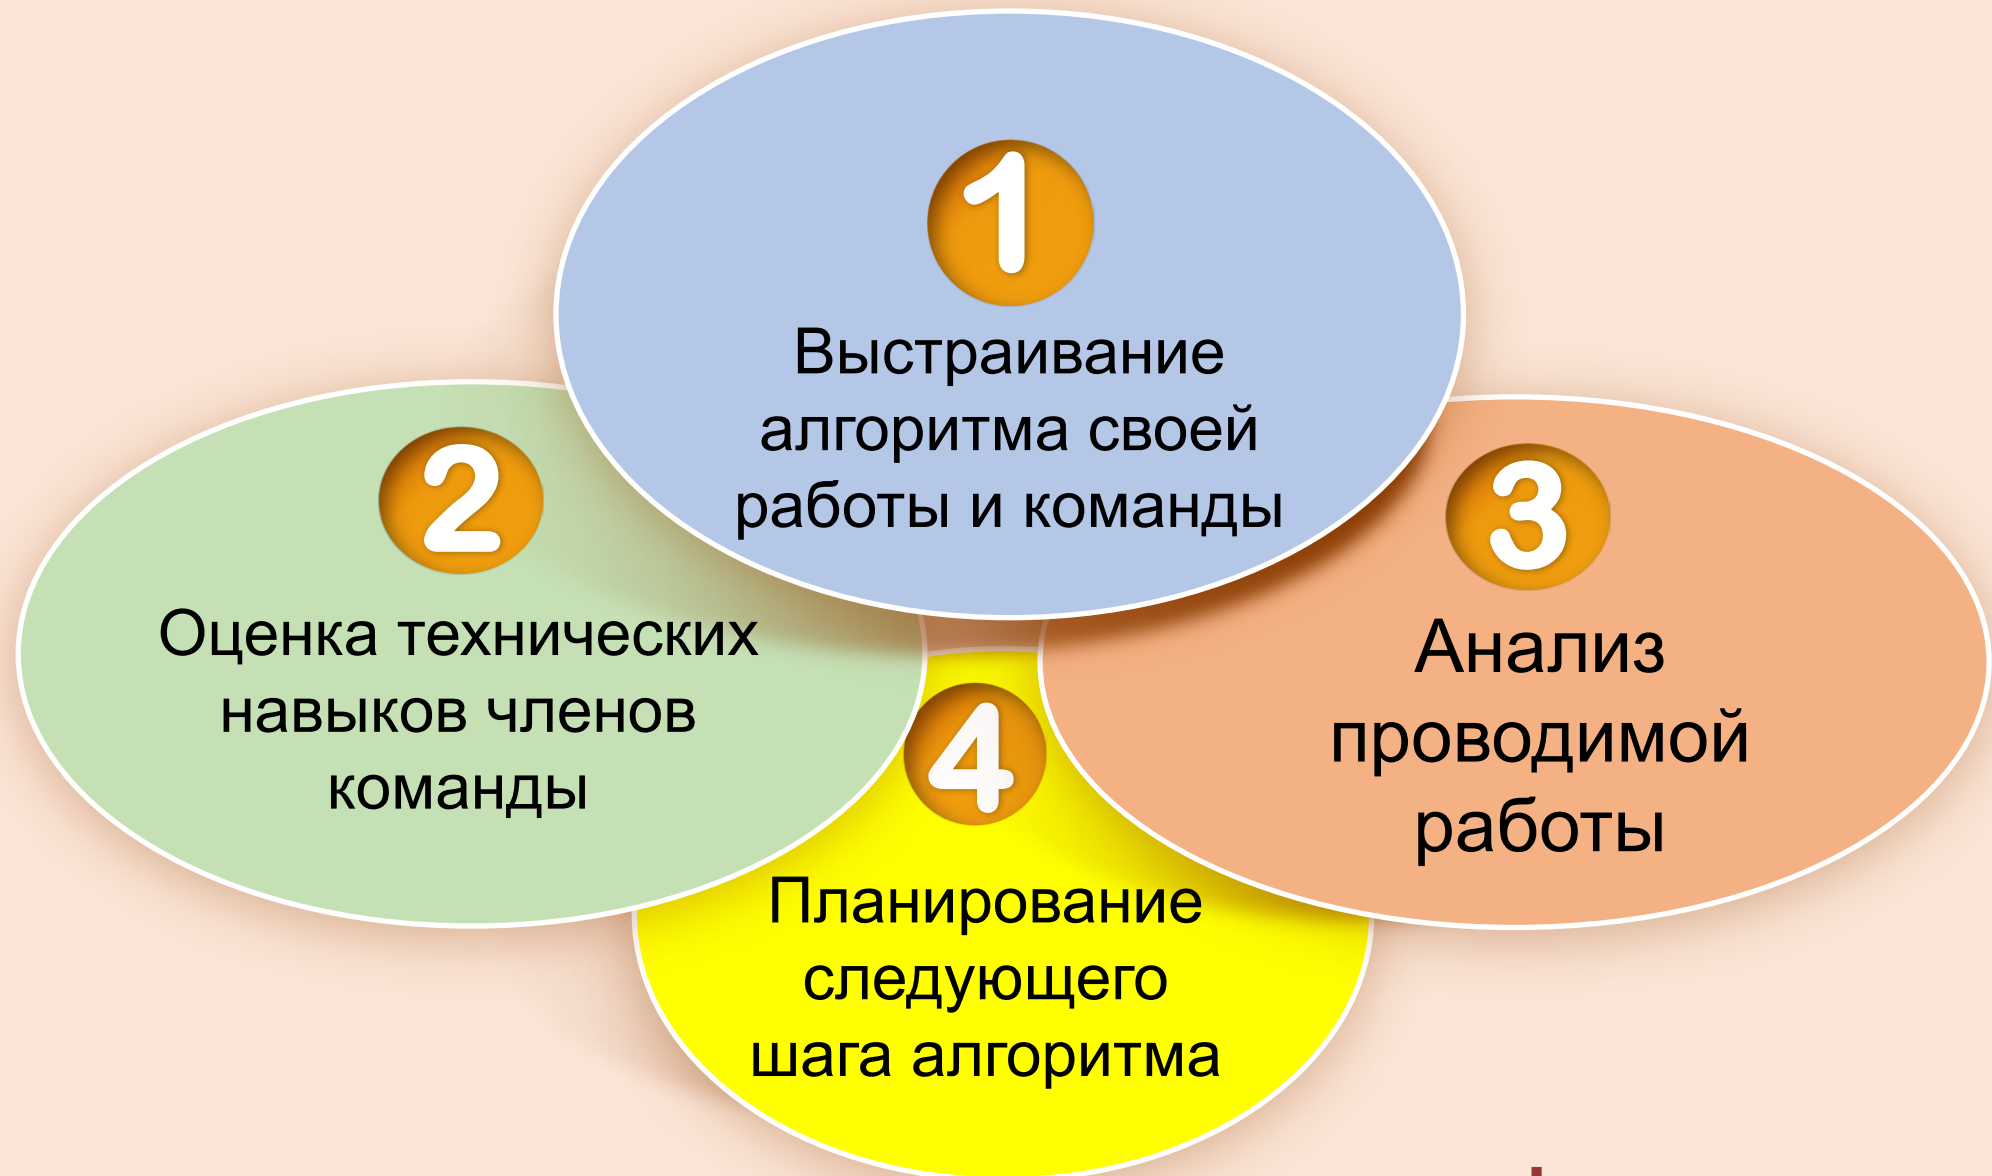 1
Выстраивание
алгоритма своей
работы и команды
2
Оценка технических
навыков членов
команды
3
Анализ
проводимой
работы
4
Планирование
следующего
шага алгоритма